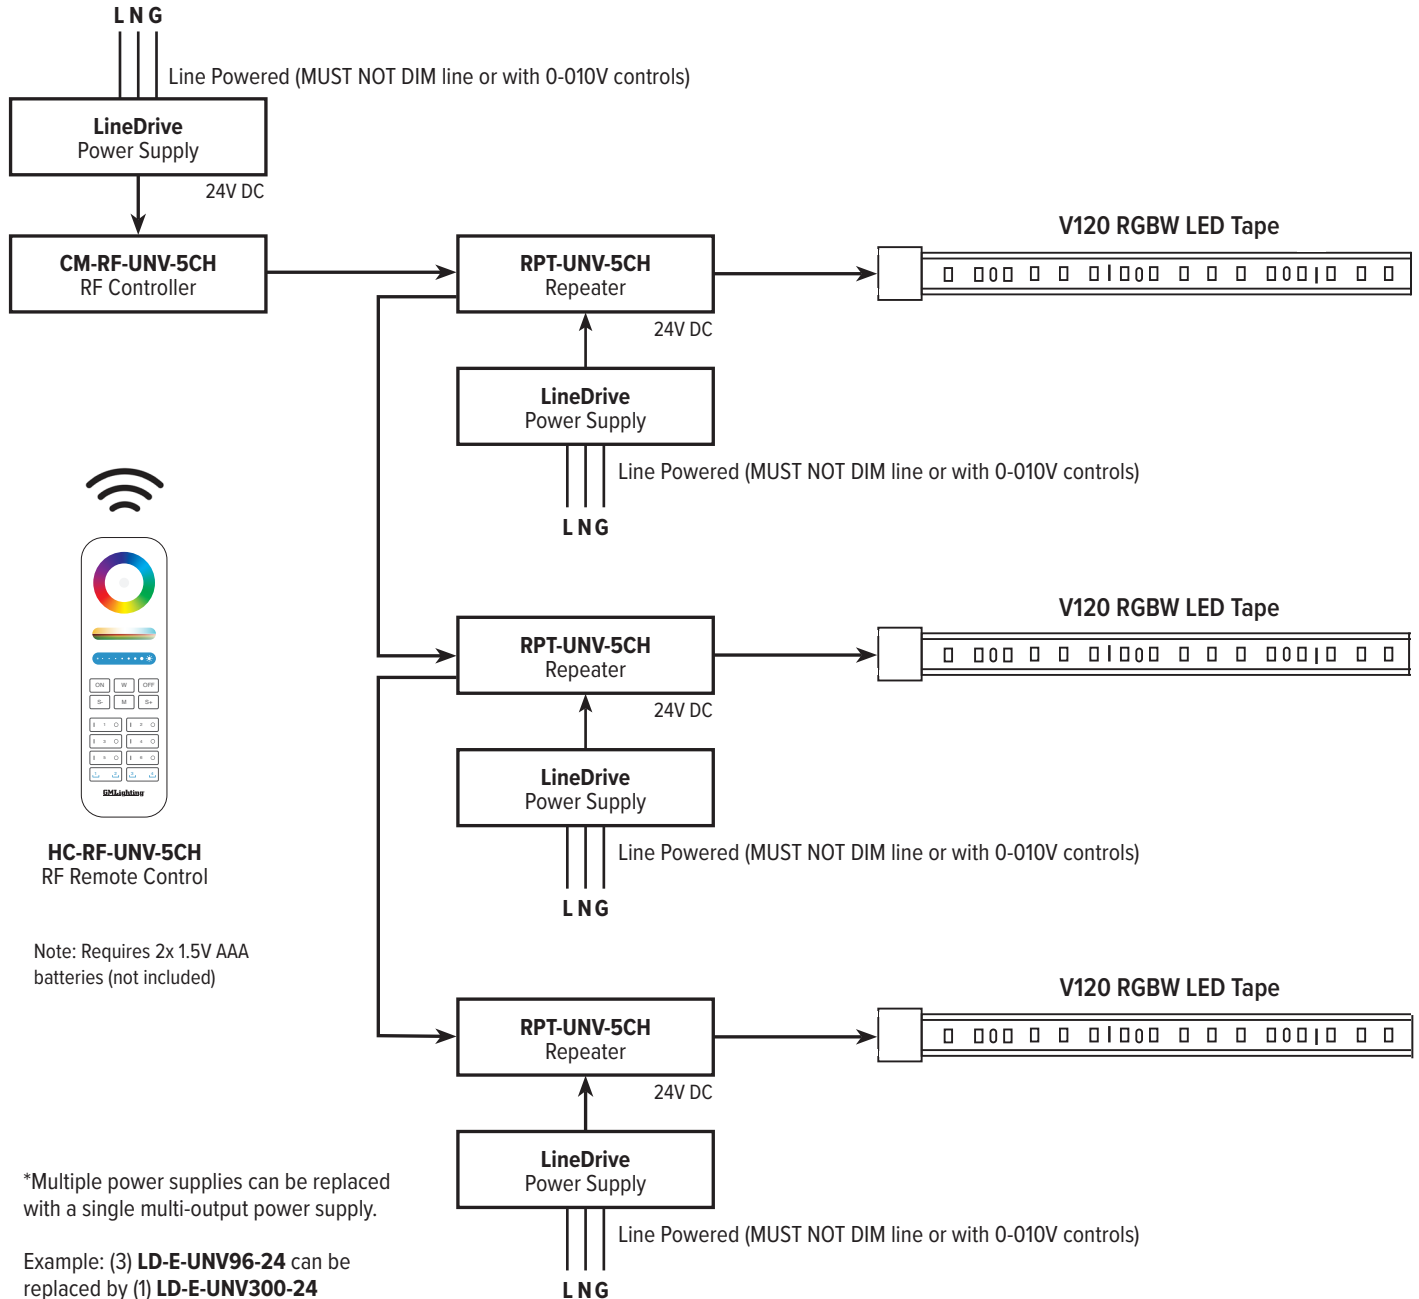 L N G
Line Powered (MUST NOT DIM line or with 0-010V controls)
LineDrive
Power Supply
24V DC
CM-RF-UNV-5CH
RF Controller
RPT-UNV-5CH
Repeater
24V DC
V120 RGBW LED Tape
LineDrive
Power Supply
Line Powered (MUST NOT DIM line or with 0-010V controls)
L N G
ON W OFF
S- M S+
GMLighting
HC-RF-UNV-5CH
RF Remote Control
Note: Requires 2x 1.5V AAA
batteries (not included)
RPT-UNV-5CH
Repeater
24V DC
V120 RGBW LED Tape
LineDrive
Power Supply
Line Powered (MUST NOT DIM line or with 0-010V controls)
L N G
RPT-UNV-5CH
Repeater
24V DC
V120 RGBW LED Tape
LineDrive
Power Supply
Line Powered (MUST NOT DIM line or with 0-010V controls)
L N G
*Multiple power supplies can be replaced
with a single multi-output power supply.
Example: (3) LD-E-UNV96-24 can be
replaced by (1) LD-E-UNV300-24